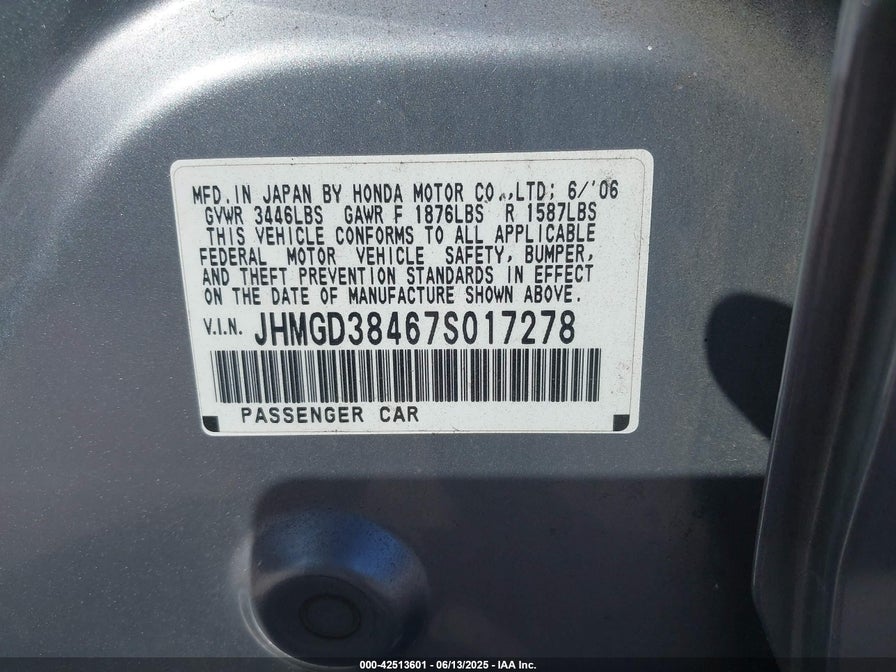 MFD. IN JAPAN BY HONDA MOTOR CO.,LTD; 6/'06
GVWR 3446LBS GAWR F 1876LBS R 1587LBS
THIS VEHICLE CONFORMS TO ALL APPLICABLE
FEDERAL MOTOR VEHICLE SAFETY, BUMPER,
AND THEFT PREVENTION STANDARDS IN EFFECT
ON THE DATE OF MANUFACTURE SHOWN ABOVE.
V.I.N. JHMGD38467S017278
PASSENGER CAR
000-42513601 - 06/13/2025 - IAA Inc.